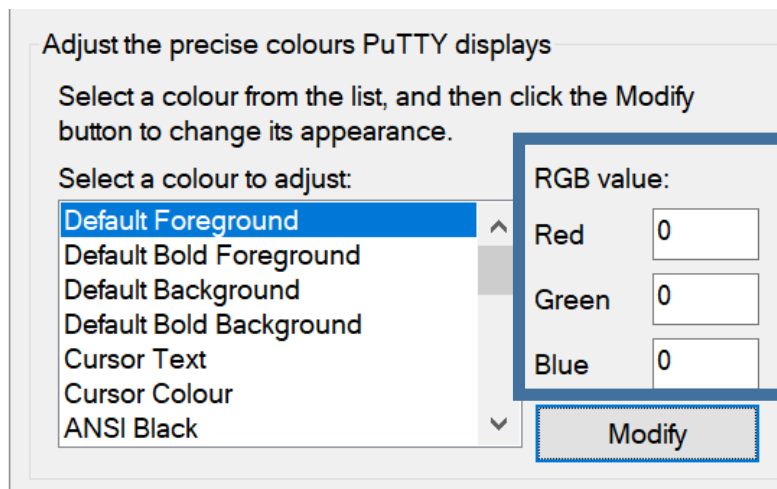 Adjust the precise colours PuTTY displays
Select a colour from the list, and then click the Modify
button to change its appearance.
Select a colour to adjust:
Default Foreground
Default Bold Foreground
Default Background
Default Bold Background
Cursor Text
Cursor Colour
ANSI Black
RGB value:
Red 0
Green 0
Blue 0
Modify